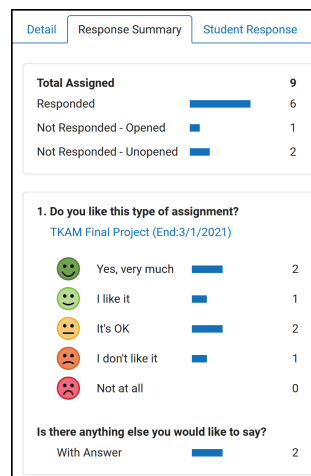 Detail Response Summary Student Response
Total Assigned 9
Responded 6
Not Responded - Opened 1
Not Responded - Unopened 2
1. Do you like this type of assignment?
TKAM Final Project (End:3/1/2021)
Yes, very much 2
I like it 1
It's OK 2
I don't like it 1
Not at all 0
Is there anything else you would like to say?
With Answer 2